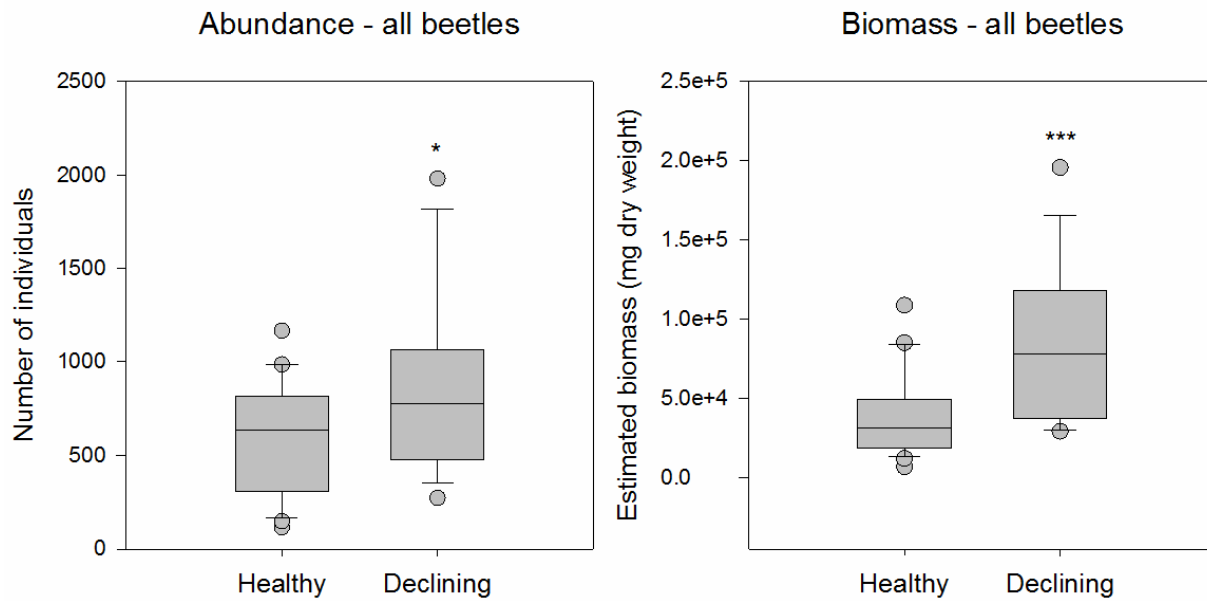 Abundance - all beetles
Number of individuals
2500
2000
1500
1000
500
0
*
Healthy
Declining
Biomass - all beetles
Estimated biomass (mg dry weight)
2.5e+5
2.0e+5
1.5e+5
1.0e+5
5.0e+4
0.0
***
Healthy
Declining